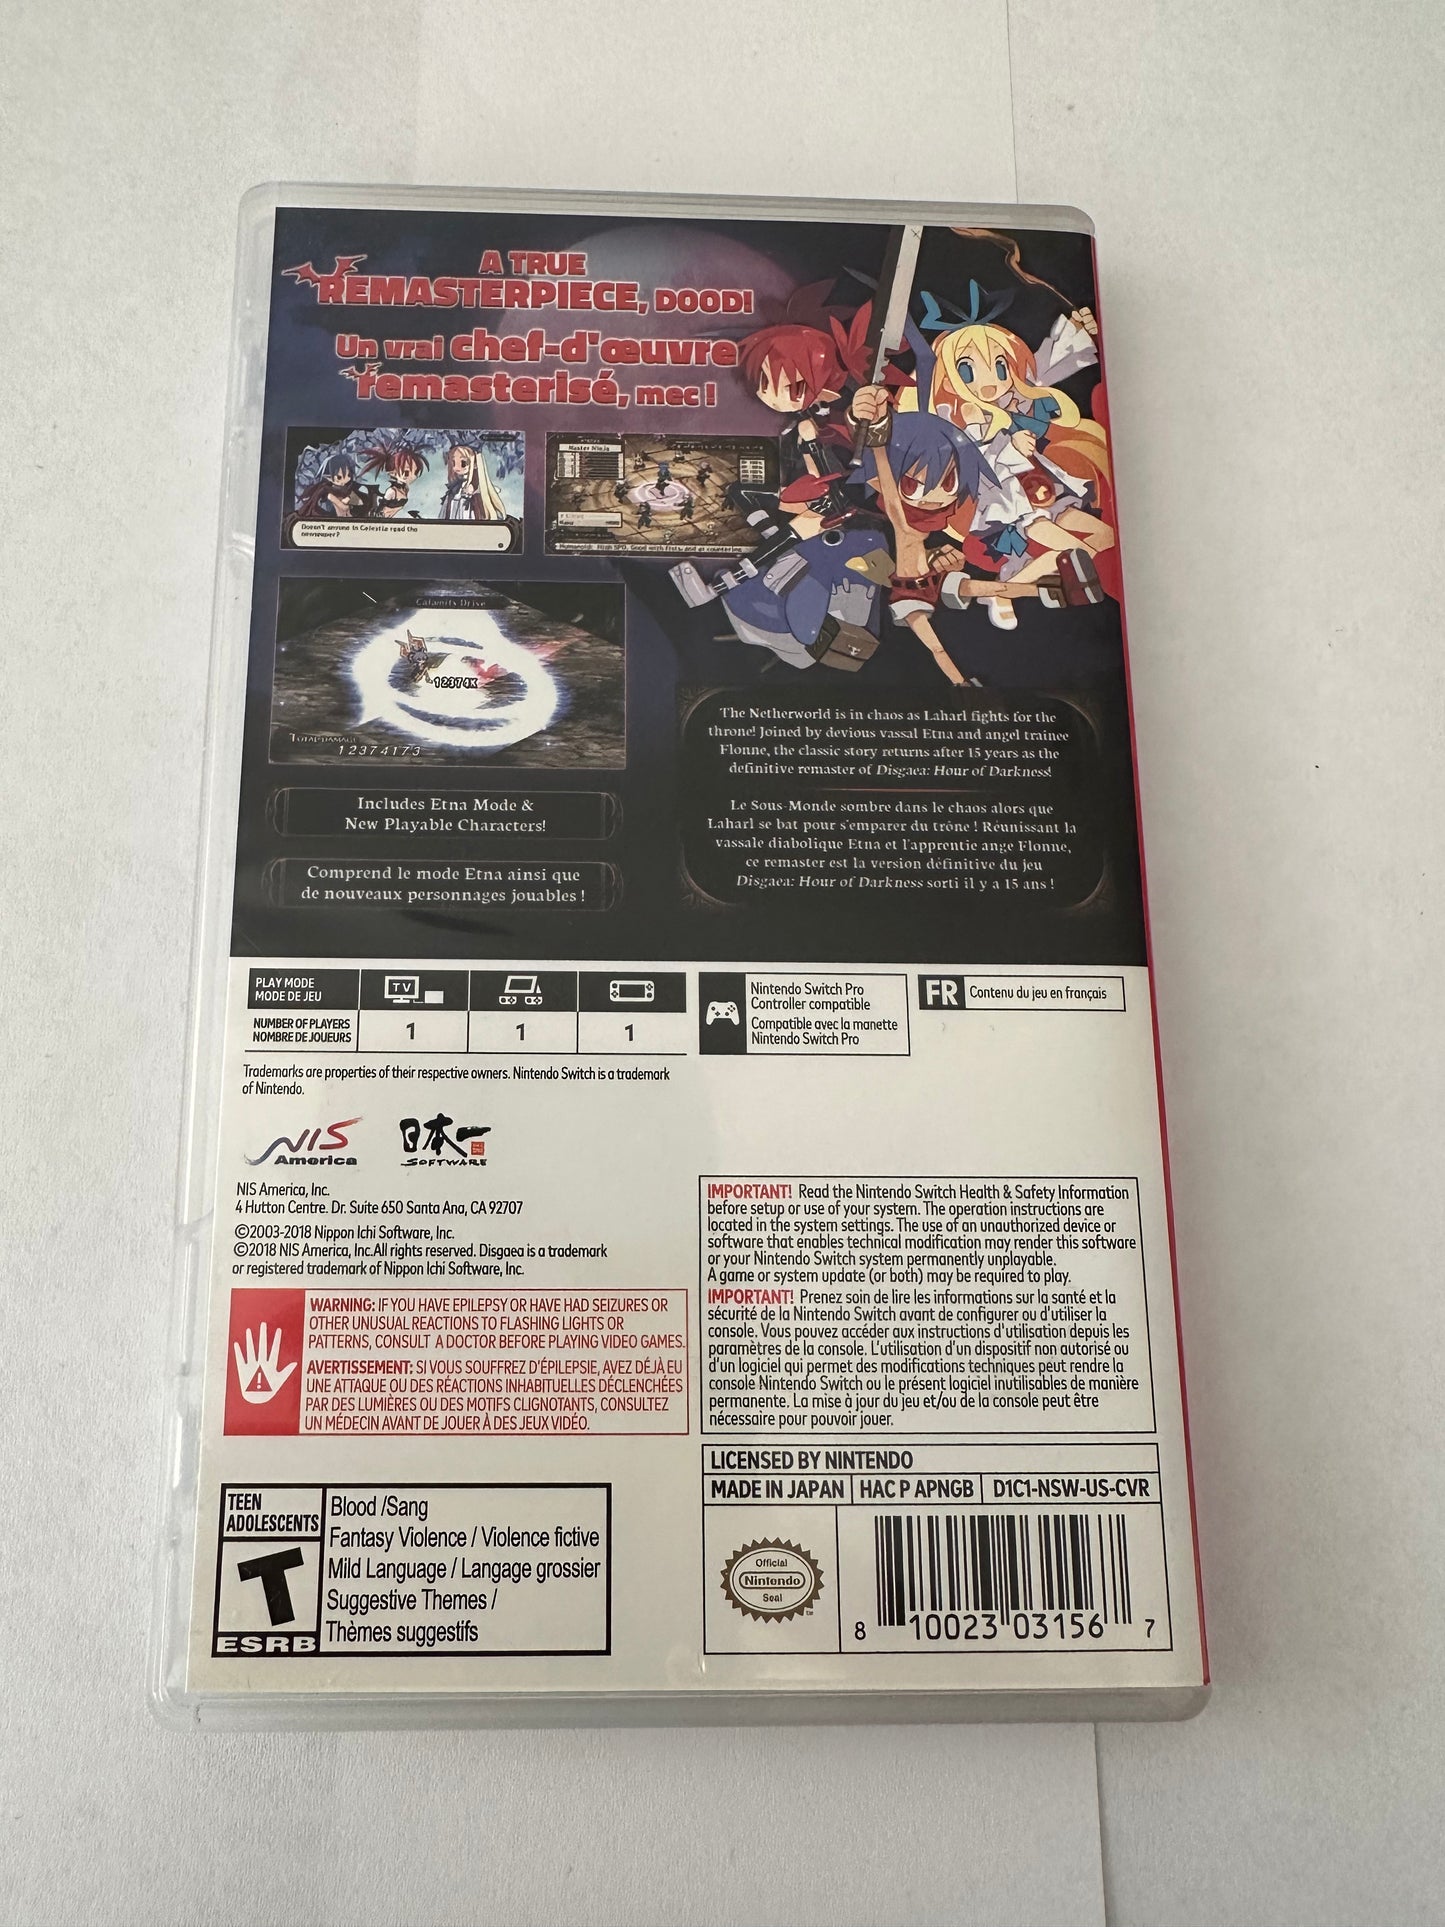 A TRUE
REMASTERPIECE, DOOD!
Un vrai chef-d'œuvre
remasterisé, mec !
Doesn't anyone in Celestia read the
newspaper?
Master Ninja
Humanoid: High SPD, Good with fists, and at countering
Calamity Drive
12374K
TOTAL DAMAGE
12374173
The Netherworld is in chaos as Laharl fights for the
throne! Joined by devious vassal Etna and angel trainee
Flonne, the classic story returns after 15 years as the
definitive remaster of Disgaea: Hour of Darkness!
Includes Etna Mode &
New Playable Characters!
Le Sous-Monde sombre dans le chaos alors que
Laharl se bat pour s'emparer du trône ! Réunissant la
vassale diabolique Etna et l'apprentie ange Flonne,
ce remaster est la version définitive du jeu
Disgaea: Hour of Darkness sorti il y a 15 ans !
Comprend le mode Etna ainsi que
de nouveaux personnages jouables !
PLAY MODE
MODE DE JEU
TV
NUMBER OF PLAYERS
NOMBRE DE JOUEURS
1 1 1
Nintendo Switch Pro
Controller compatible
Compatible avec la manette
Nintendo Switch Pro
FR Contenu du jeu en français
Trademarks are properties of their respective owners. Nintendo Switch is a trademark
of Nintendo.
NIS
America
日本一
SOFTWARE
NIS America, Inc.
4 Hutton Centre. Dr. Suite 650 Santa Ana, CA 92707
©2003-2018 Nippon Ichi Software, Inc.
©2018 NIS America, Inc.All rights reserved. Disgaea is a trademark
or registered trademark of Nippon Ichi Software, Inc.
WARNING: IF YOU HAVE EPILEPSY OR HAVE HAD SEIZURES OR
OTHER UNUSUAL REACTIONS TO FLASHING LIGHTS OR
PATTERNS, CONSULT A DOCTOR BEFORE PLAYING VIDEO GAMES.
AVERTISSEMENT: SI VOUS SOUFFREZ D'ÉPILEPSIE, AVEZ DÉJÀ EU
UNE ATTAQUE OU DES RÉACTIONS INHABITUELLES DÉCLENCHÉES
PAR DES LUMIÈRES OU DES MOTIFS CLIGNOTANTS, CONSULTEZ
UN MÉDECIN AVANT DE JOUER À DES JEUX VIDÉO.
IMPORTANT! Read the Nintendo Switch Health & Safety Information
before setup or use of your system. The operation instructions are
located in the system settings. The use of an unauthorized device or
software that enables technical modification may render this software
or your Nintendo Switch system permanently unplayable.
A game or system update (or both) may be required to play.
IMPORTANT! Prenez soin de lire les informations sur la santé et la
sécurité de la Nintendo Switch avant de configurer ou d'utiliser la
console. Vous pouvez accéder aux instructions d'utilisation depuis les
paramètres de la console. L'utilisation d'un dispositif non autorisé ou
d'un logiciel qui permet des modifications techniques peut rendre la
console Nintendo Switch ou le présent logiciel inutilisables de manière
permanente. La mise à jour du jeu et/ou de la console peut être
nécessaire pour pouvoir jouer.
TEEN
ADOLESCENTS
T
ESRB
Blood /Sang
Fantasy Violence / Violence fictive
Mild Language / Langage grossier
Suggestive Themes /
Thèmes suggestifs
LICENSED BY NINTENDO
MADE IN JAPAN HAC P APNGB D1C1-NSW-US-CVR
Official
Nintendo
Seal
™
8 10023 03156 7